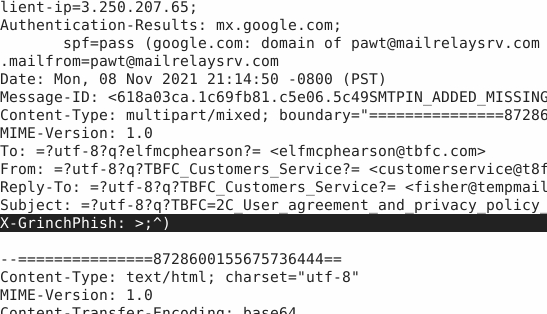 lient-ip=3.250.207.65;
Authentication-Results: mx.google.com;
spf=pass (google.com: domain of pawt@mailrelaysrv.com
.mailfrom=pawt@mailrelaysrv.com
Date: Mon, 08 Nov 2021 21:14:50 -0800 (PST)
Message-ID: <618a03ca.1c69fb81.c5e06.5c49SMTPIN_ADDED_MISSING
Content-Type: multipart/mixed; boundary="===============87286
MIME-Version: 1.0
To: =?utf-8?q?elfmcphearson?= <elfmcphearson@tbfc.com>
From: =?utf-8?q?TBFC_Customers_Service?= <customerservice@t8f
Reply-To: =?utf-8?q?TBFC_Customers_Service?= <fisher@tempmail
Subject: =?utf-8?q?TBFC=2C_User_agreement_and_privacy_policy_
X-GrinchPhish: >;^)
--===============8728600155675736444==
Content-Type: text/html; charset="utf-8"
MIME-Version: 1.0
Content-Transfer-Encoding: base64